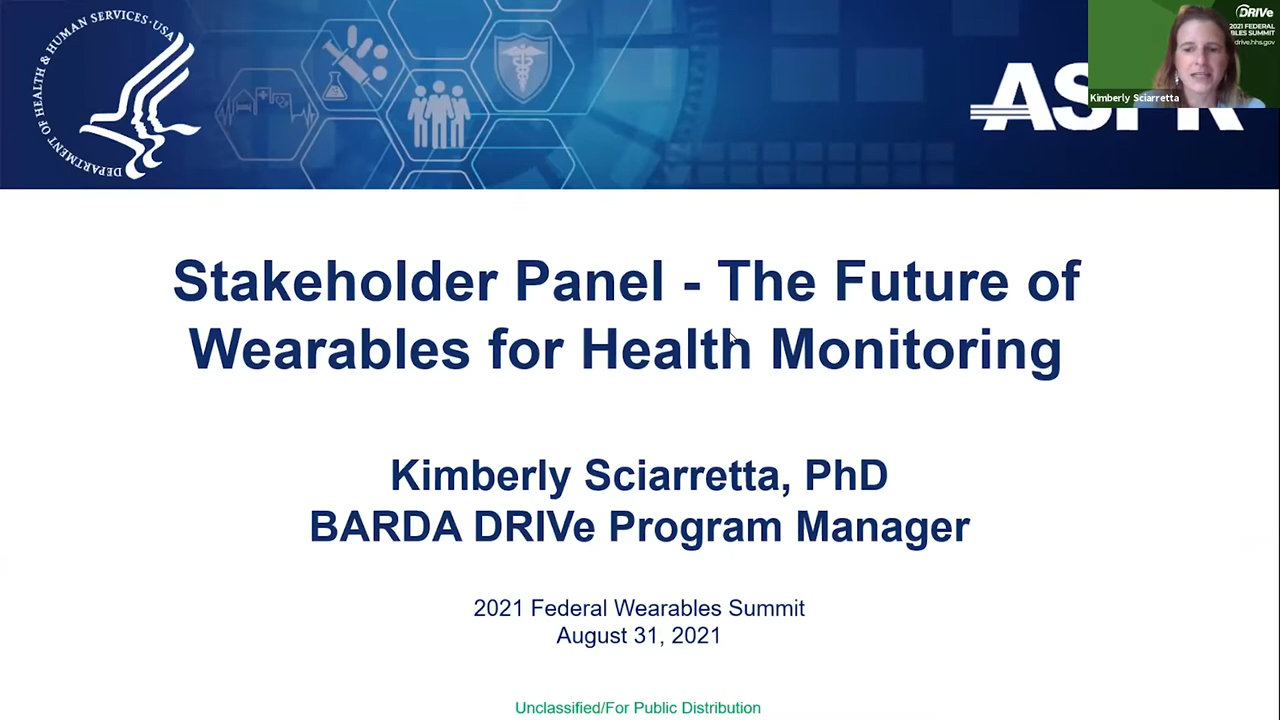 DEPARTMENT OF HEALTH & HUMAN SERVICES · USA
DRIVe
2021 FEDERAL
BLES SUMMIT
drive.hhs.gov
Kimberly Sciarretta
Stakeholder Panel - The Future of
Wearables for Health Monitoring
Kimberly Sciarretta, PhD
BARDA DRIVe Program Manager
2021 Federal Wearables Summit
August 31, 2021
Unclassified/For Public Distribution